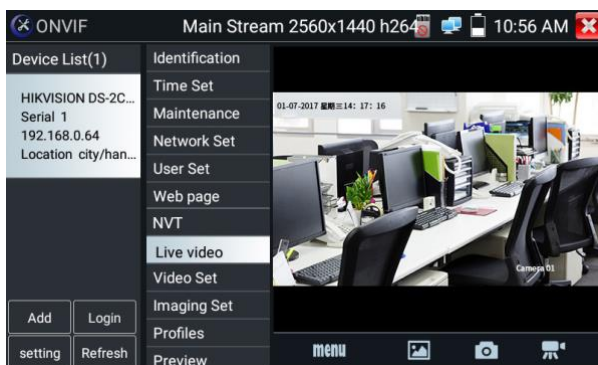 ONVIF
Main Stream 2560x1440 h264
10:56 AM
Device List(1)
HIKVISION DS-2C...
Serial 1
192.168.0.64
Location city/han...
Add
Login
setting
Refresh
Identification
Time Set
Maintenance
Network Set
User Set
Web page
NVT
Live video
Video Set
Imaging Set
Profiles
Preview
01-07-2017 星期三14: 17: 16
Camera 01
menu